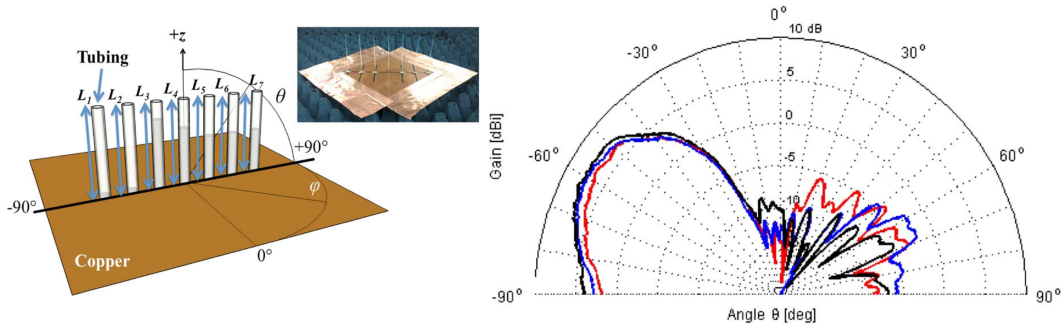 +z
Tubing
L1 L2 L3 L4 L5 L6 L7
θ
+90°
φ
-90°
0°
Copper
0°
10 dB
-30°
30°
5
0
-60°
60°
-5
10
Gain [dBi]
-90°
90°
Angle θ [deg]